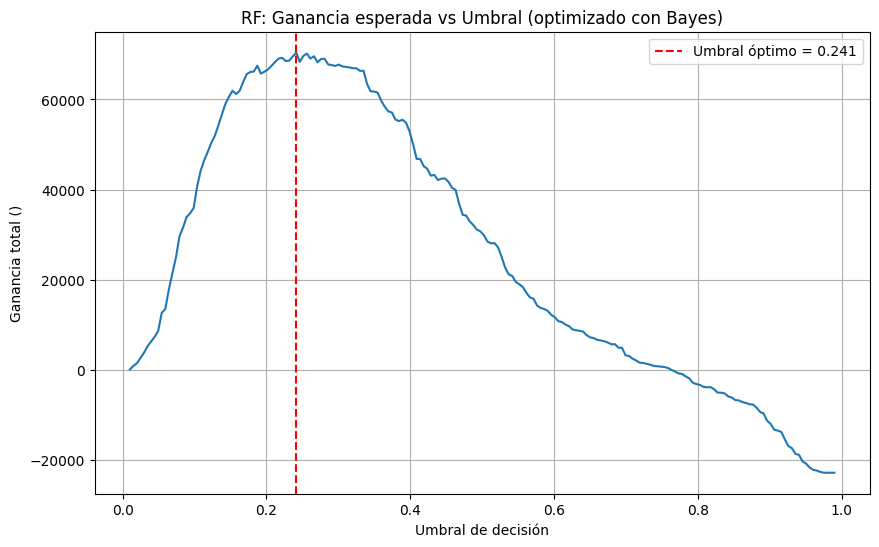 RF: Ganancia esperada vs Umbral (optimizado con Bayes)
Umbral óptimo = 0.241
Ganancia total ()
60000
40000
20000
0
−20000
0.0 0.2 0.4 0.6 0.8 1.0
Umbral de decisión